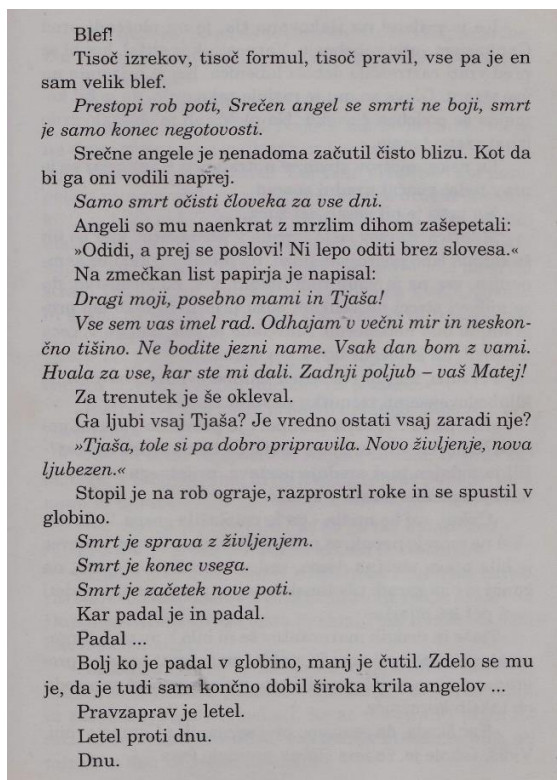 Blef!
Tisoč izrekov, tisoč formul, tisoč pravil, vse pa je en
sam velik blef.
Prestopi rob poti, Srečen angel se smrti ne boji, smrt
je samo konec negotovosti.
Srečne angele je nenadoma začutil čisto blizu. Kot da
bi ga oni vodili naprej.
Samo smrt očisti človeka za vse dni.
Angeli so mu naenkrat z mrzlim dihom zašepetali:
»Odidi, a prej se poslovi! Ni lepo oditi brez slovesa.«
Na zmečkan list papirja je napisal:
Dragi moji, posebno mami in Tjaša!
Vse sem vas imel rad. Odhajam v večni mir in neskon-
čno tišino. Ne bodite jezni name. Vsak dan bom z vami.
Hvala za vse, kar ste mi dali. Zadnji poljub – vaš Matej!
Za trenutek je še okleval.
Ga ljubi vsaj Tjaša? Je vredno ostati vsaj zaradi nje?
»Tjaša, tole si pa dobro pripravila. Novo življenje, nova
ljubezen.«
Stopil je na rob ograje, razprostrl roke in se spustil v
globino.
Smrt je sprava z življenjem.
Smrt je konec vsega.
Smrt je začetek nove poti.
Kar padal je in padal.
Padal ...
Bolj ko je padal v globino, manj je čutil. Zdelo se mu
je, da je tudi sam končno dobil široka krila angelov ...
Pravzaprav je letel.
Letel proti dnu.
Dnu.